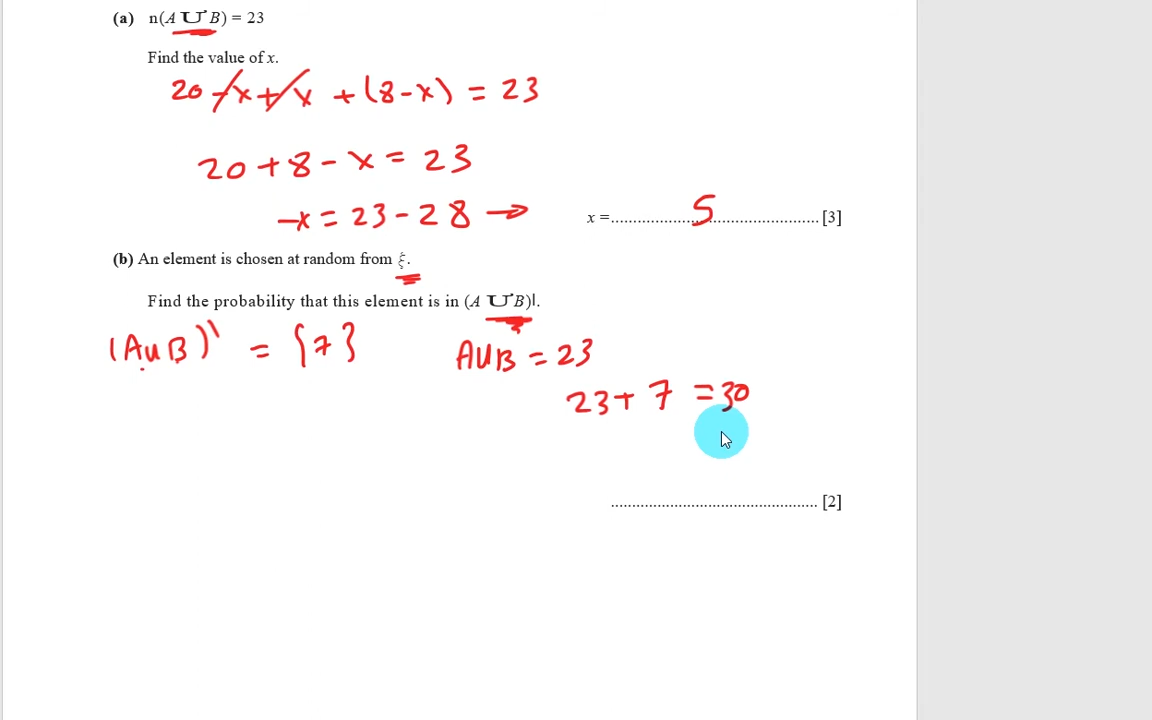 (a) n(A ∪ B) = 23
Find the value of x.
20 - x + x + (8 - x) = 23
20 + 8 - x = 23
-x = 23 - 28 →
x = .......... 5 .......... [3]
(b) An element is chosen at random from ξ.
Find the probability that this element is in (A ∪ B)|.
(A∪B)' = {7}
A∪B = 23
23 + 7 = 30
.................................................. [2]